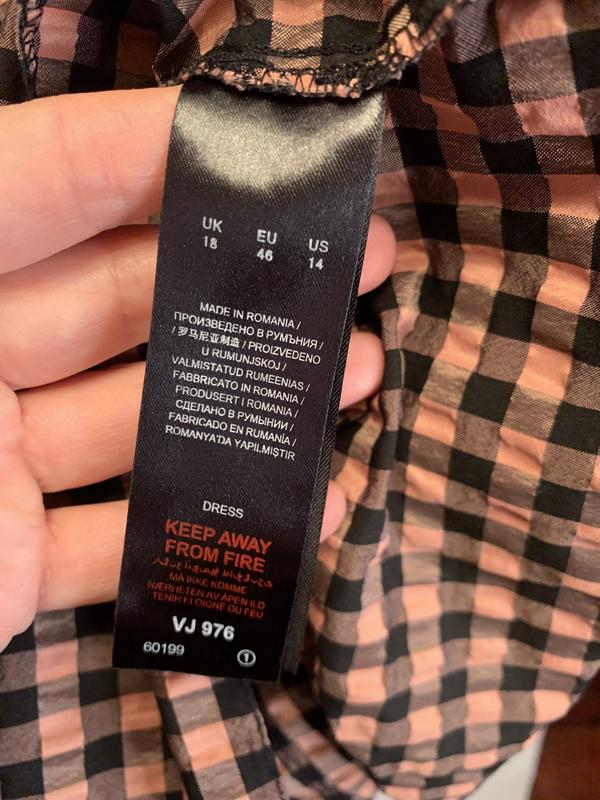 UK EU US
18 46 14
MADE IN ROMANIA /
ПРОИЗВЕДЕНО В РУМЪНИЯ /
/ 罗马尼亚制造 / PROIZVEDENO
U RUMUNJSKOJ /
VALMISTATUD RUMEENIAS /
FABBRICATO IN ROMANIA /
PRODUSERT I ROMANIA /
СДЕЛАНО В РУМЫНИИ /
FABRICADO EN RUMANÍA /
ROMANYA'DA YAPILMIŞTIR
DRESS
KEEP AWAY
FROM FIRE
MÅ IKKE KOMME
NÆRHETEN AV ÅPEN ILD
TENIR ELOIGNÉ DU FEU
VJ 976
60199 1